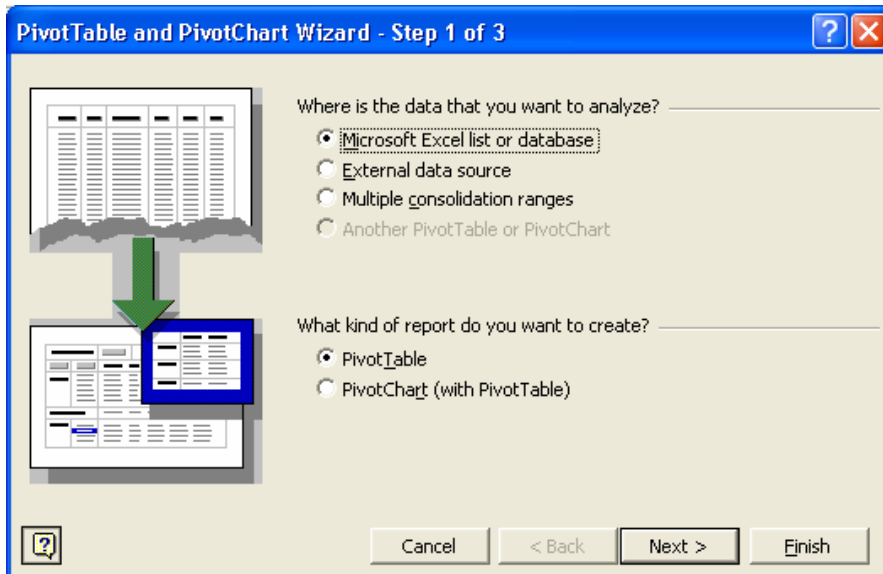 PivotTable and PivotChart Wizard - Step 1 of 3
Where is the data that you want to analyze?
Microsoft Excel list or database
External data source
Multiple consolidation ranges
Another PivotTable or PivotChart
What kind of report do you want to create?
PivotTable
PivotChart (with PivotTable)
Cancel
< Back
Next >
Finish